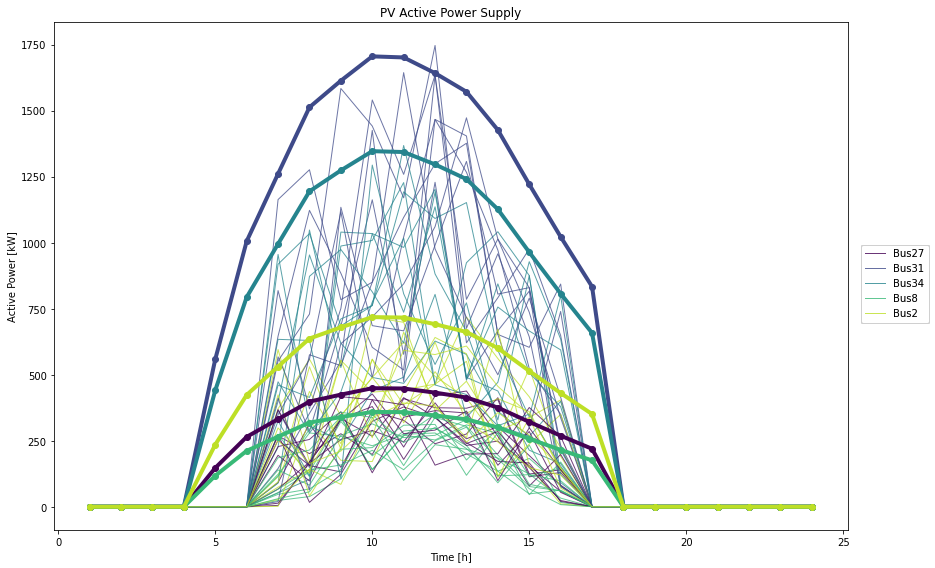 PV Active Power Supply
Active Power [kW]
1750
1500
1250
1000
750
500
250
0
0
5
10
15
20
25
Time [h]
Bus27
Bus31
Bus34
Bus8
Bus2